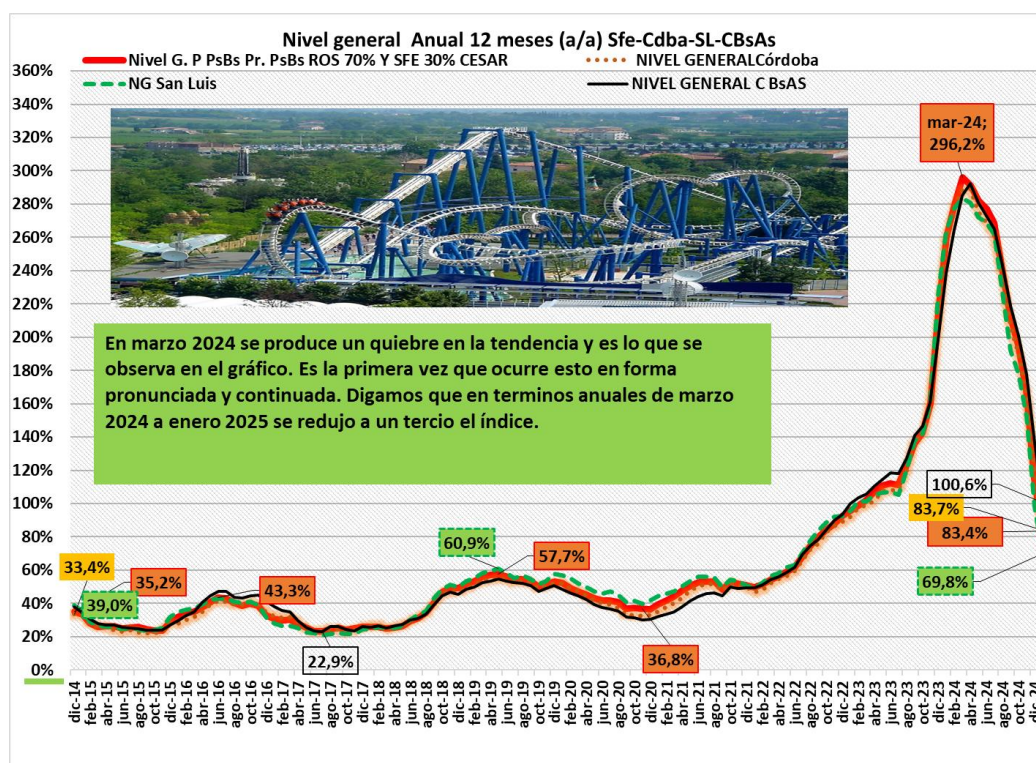 Nivel general Anual 12 meses (a/a) Sfe-Cdba-SL-CBsAs
Nivel G. P PsBs Pr. PsBs ROS 70% Y SFE 30% CESAR
NIVEL GENERALCórdoba
NG San Luis
NIVEL GENERAL C BsAS
360%
340%
320%
300%
280%
260%
240%
220%
200%
180%
160%
140%
120%
100%
80%
60%
40%
20%
0%
mar-24;
296,2%
En marzo 2024 se produce un quiebre en la tendencia y es lo que se
observa en el gráfico. Es la primera vez que ocurre esto en forma
pronunciada y continuada. Digamos que en terminos anuales de marzo
2024 a enero 2025 se redujo a un tercio el índice.
100,6%
83,7%
83,4%
69,8%
33,4%
39,0%
35,2%
43,3%
22,9%
60,9%
57,7%
36,8%
dic-14
feb-15
abr-15
jun-15
ago-15
oct-15
dic-15
feb-16
abr-16
jun-16
ago-16
oct-16
dic-16
feb-17
abr-17
jun-17
ago-17
oct-17
dic-17
feb-18
abr-18
jun-18
ago-18
oct-18
dic-18
feb-19
abr-19
jun-19
ago-19
oct-19
dic-19
feb-20
abr-20
jun-20
ago-20
oct-20
dic-20
feb-21
abr-21
jun-21
ago-21
oct-21
dic-21
feb-22
abr-22
jun-22
ago-22
oct-22
dic-22
feb-23
abr-23
jun-23
ago-23
oct-23
dic-23
feb-24
abr-24
jun-24
ago-24
oct-24